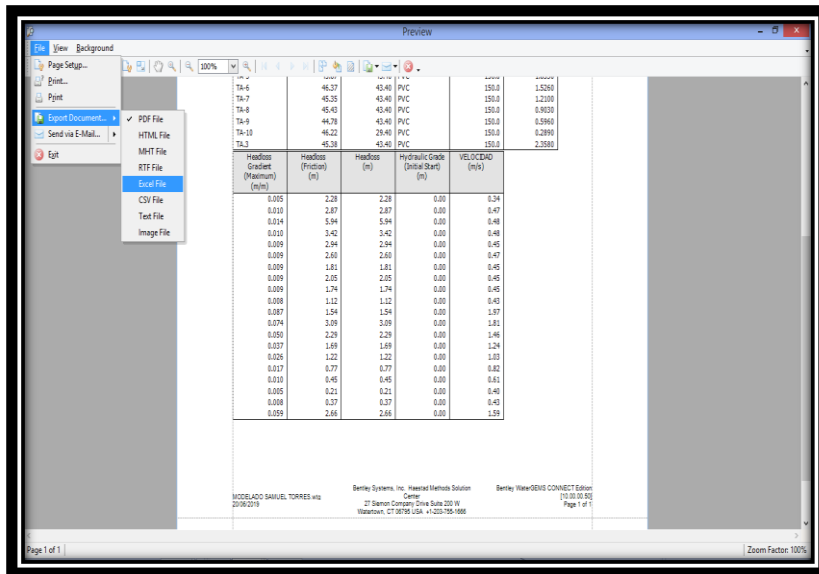 Preview
File View Background
Page Setup...
Print...
Print
Export Document...
Send via E-Mail...
Exit
PDF File
HTML File
MHT File
RTF File
Excel File
CSV File
Text File
Image File
100%
TA-6 46.37 43.40 PVC 150.0 1.5260
TA-7 45.35 43.40 PVC 150.0 1.2100
TA-8 45.43 43.40 PVC 150.0 0.9030
TA-9 44.78 43.40 PVC 150.0 0.5960
TA-10 46.22 29.40 PVC 150.0 0.2890
TA.3 45.38 43.40 PVC 150.0 2.3580
Headloss Headloss Headloss Hydraulic Grade VELOCIDAD
Gradient (Friction) (m) (Initial Start) (m/s)
(Maximum) (m) (m)
(m/m)
0.005 2.28 2.28 0.00 0.34
0.010 2.87 2.87 0.00 0.47
0.014 5.94 5.94 0.00 0.48
0.010 3.42 3.42 0.00 0.48
0.009 2.94 2.94 0.00 0.45
0.009 2.60 2.60 0.00 0.47
0.009 1.81 1.81 0.00 0.45
0.009 2.05 2.05 0.00 0.45
0.009 1.74 1.74 0.00 0.45
0.008 1.12 1.12 0.00 0.43
0.087 1.54 1.54 0.00 1.97
0.074 3.09 3.09 0.00 1.81
0.050 2.29 2.29 0.00 1.46
0.037 1.69 1.69 0.00 1.24
0.026 1.22 1.22 0.00 1.03
0.017 0.77 0.77 0.00 0.82
0.010 0.45 0.45 0.00 0.61
0.005 0.21 0.21 0.00 0.40
0.008 0.37 0.37 0.00 0.43
0.059 2.66 2.66 0.00 1.59
MODELADO SAMUEL TORRES.wtg
20/06/2019
Bentley Systems, Inc. Haestad Methods Solution
Center
27 Siemon Company Drive Suite 200 W
Watertown, CT 06795 USA +1-203-755-1666
Bentley WaterGEMS CONNECT Edition
[10.00.00.50]
Page 1 of 1
Page 1 of 1
Zoom Factor: 100%